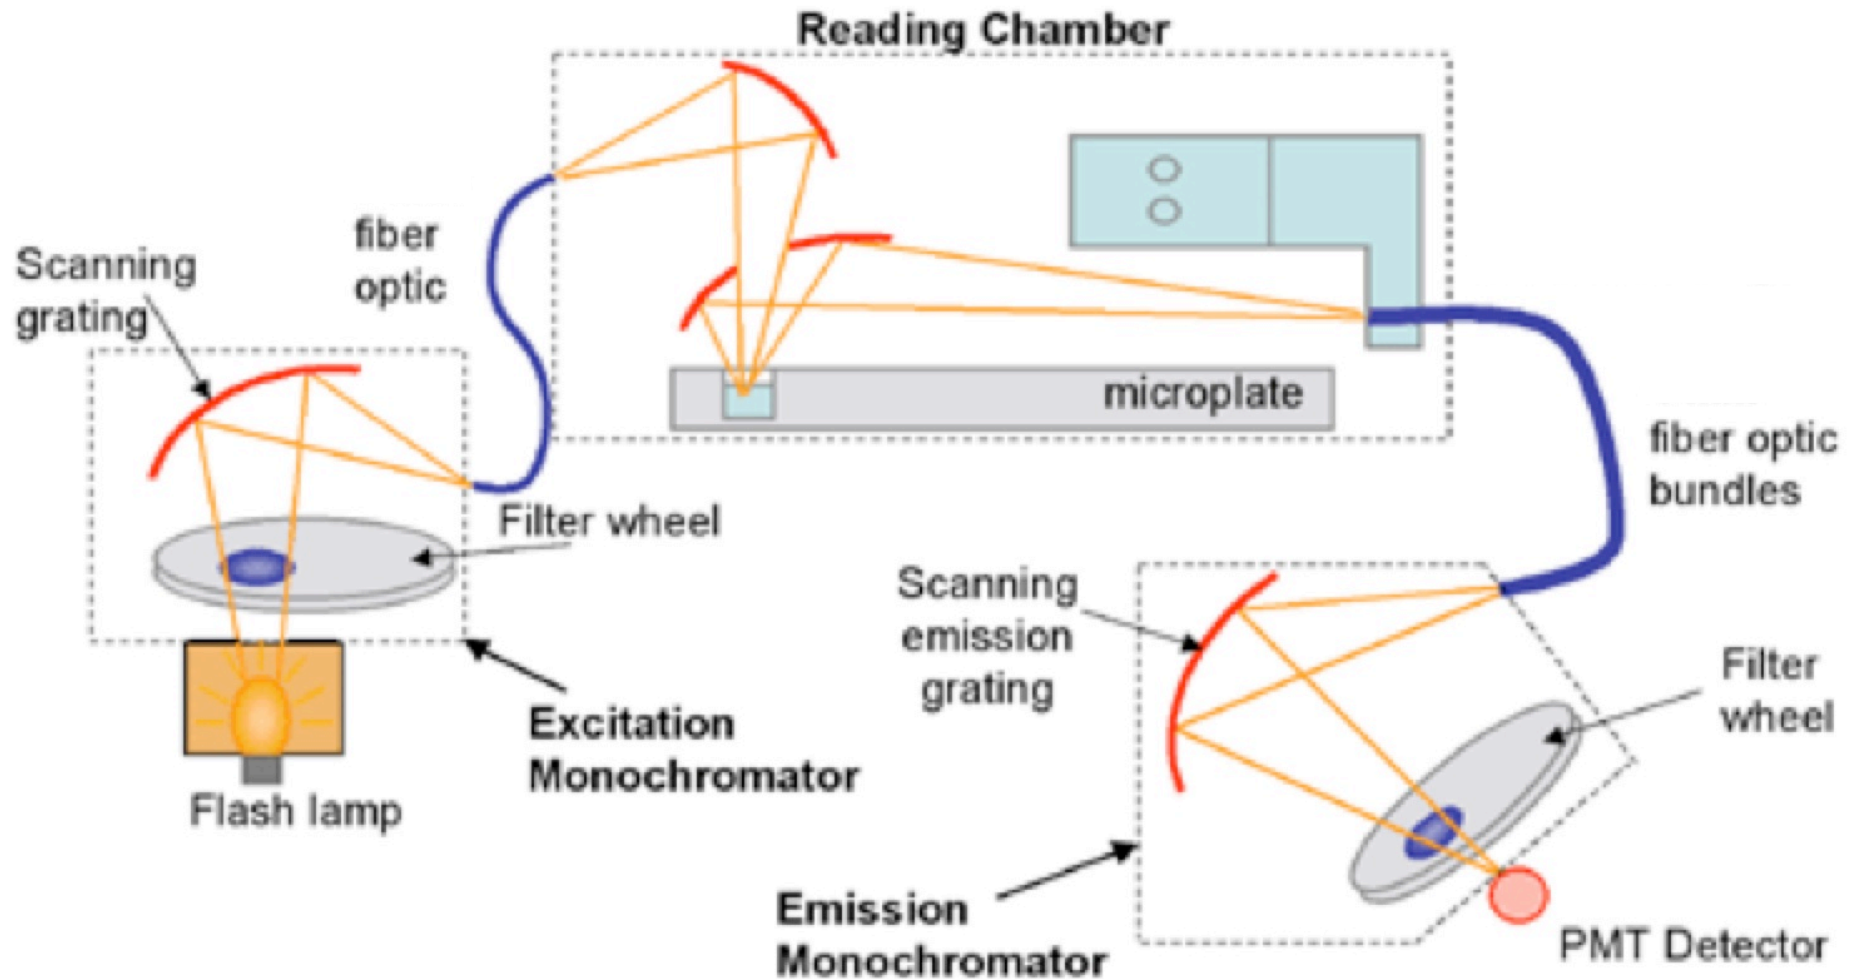 Reading Chamber
fiber
optic
Scanning
grating
microplate
fiber optic
bundles
Filter wheel
Scanning
emission
grating
Filter
wheel
Excitation
Monochromator
Flash lamp
Emission
Monochromator
PMT Detector